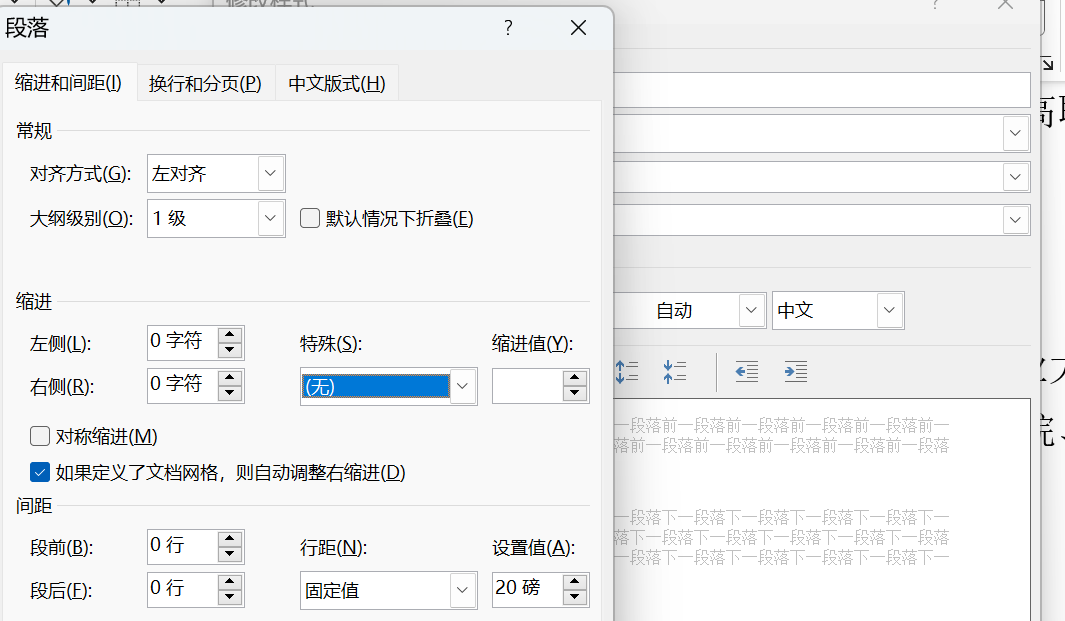 修改样式
段落
缩进和间距(I) 换行和分页(P) 中文版式(H)
常规
对齐方式(G): 左对齐
大纲级别(O): 1 级 默认情况下折叠(E)
缩进
左侧(L): 0 字符 特殊(S): 缩进值(Y):
右侧(R): 0 字符 (无)
对称缩进(M)
如果定义了文档网格，则自动调整右缩进(D)
间距
段前(B): 0 行 行距(N): 设置值(A):
段后(F): 0 行 固定值 20 磅
自动 中文
一段落前一段落前一段落前一段落前一段落前一
落前一段落前一段落前一段落前一段落前一段落
一段落下一段落下一段落下一段落下一段落下一
落下一段落下一段落下一段落下一段落下一段落
一段落下一段落下一段落下一段落下一段落下一